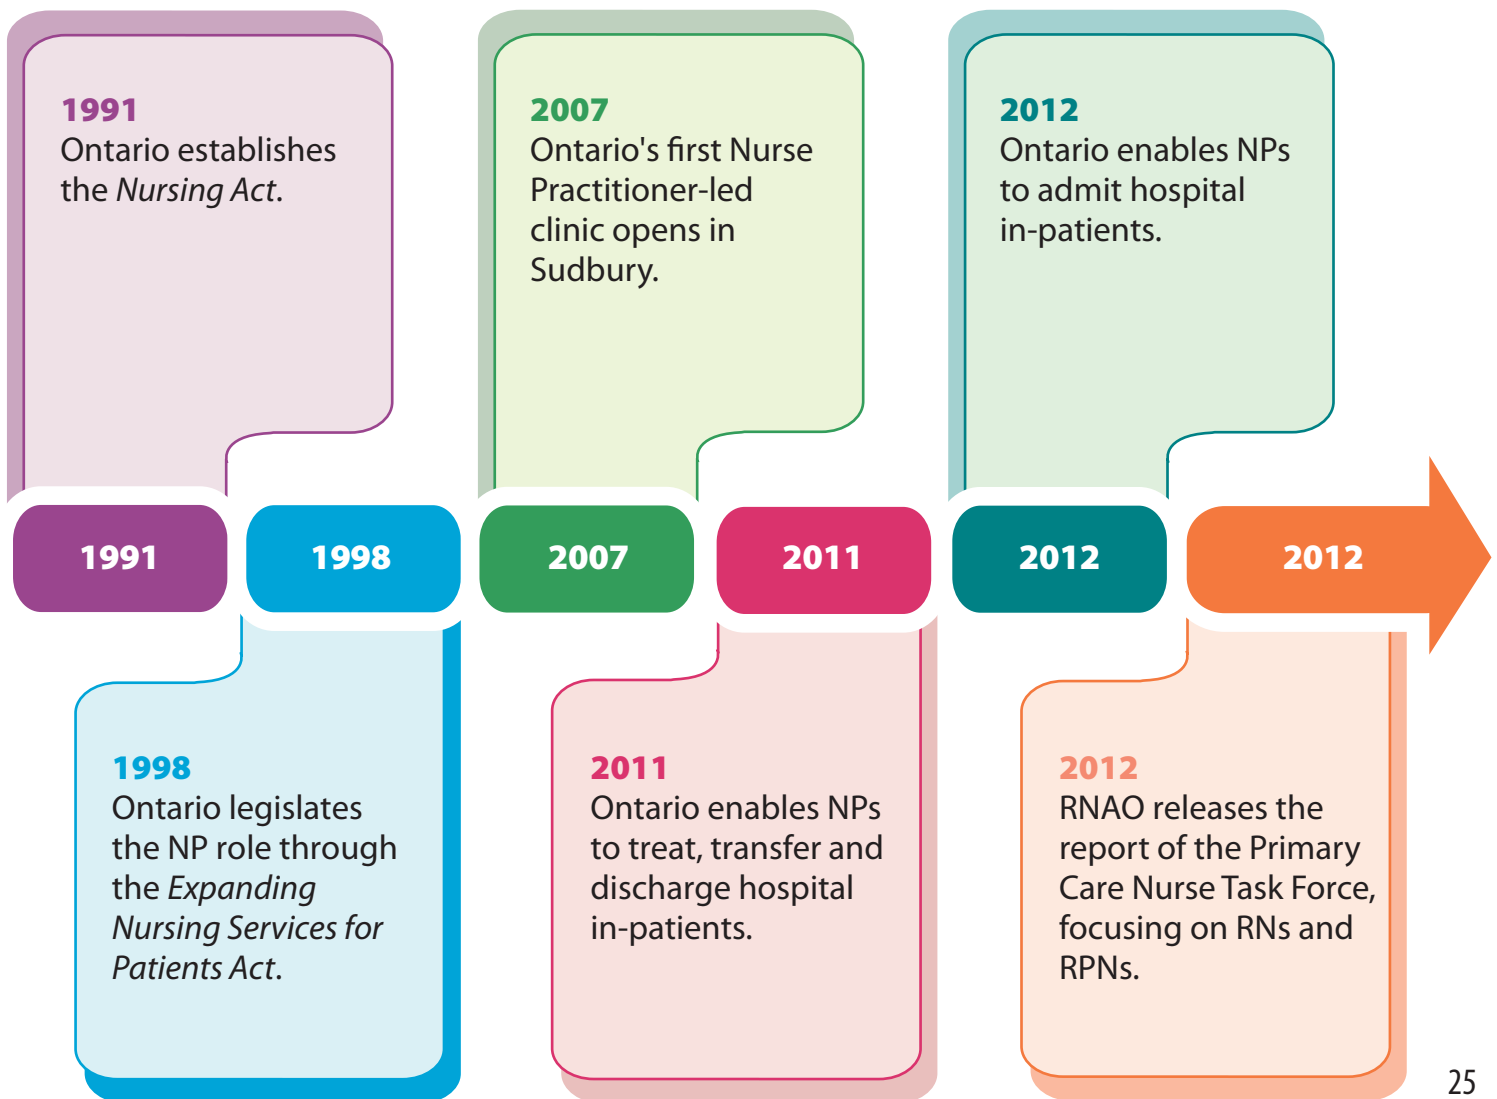 1991
Ontario establishes
the Nursing Act.
2007
Ontario's first Nurse
Practitioner-led
clinic opens in
Sudbury.
2012
Ontario enables NPs
to admit hospital
in-patients.
1991
1998
2007
2011
2012
2012
1998
Ontario legislates
the NP role through
the Expanding
Nursing Services for
Patients Act.
2011
Ontario enables NPs
to treat, transfer and
discharge hospital
in-patients.
2012
RNAO releases the
report of the Primary
Care Nurse Task Force,
focusing on RNs and
RPNs.
25